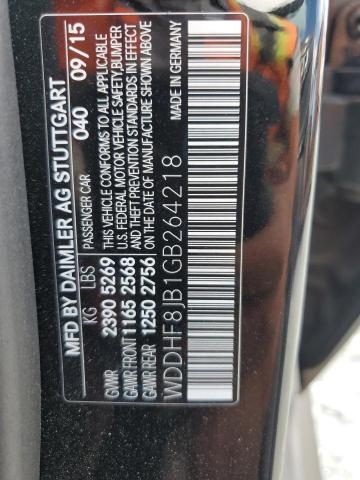 MFD BY DAIMLER AG STUTTGART
KG LBS PASSENGER CAR 040 09/15
GVWR 2390 5269 THIS VEHICLE CONFORMS TO ALL APPLICABLE
GAWR FRONT 1165 2568 U.S. FEDERAL MOTOR VEHICLE SAFETY,BUMPER
GAWR REAR 1250 2756 AND THEFT PREVENTION STANDARDS IN EFFECT
ON THE DATE OF MANUFACTURE SHOWN ABOVE
WDDHF8JB1GB264218 MADE IN GERMANY